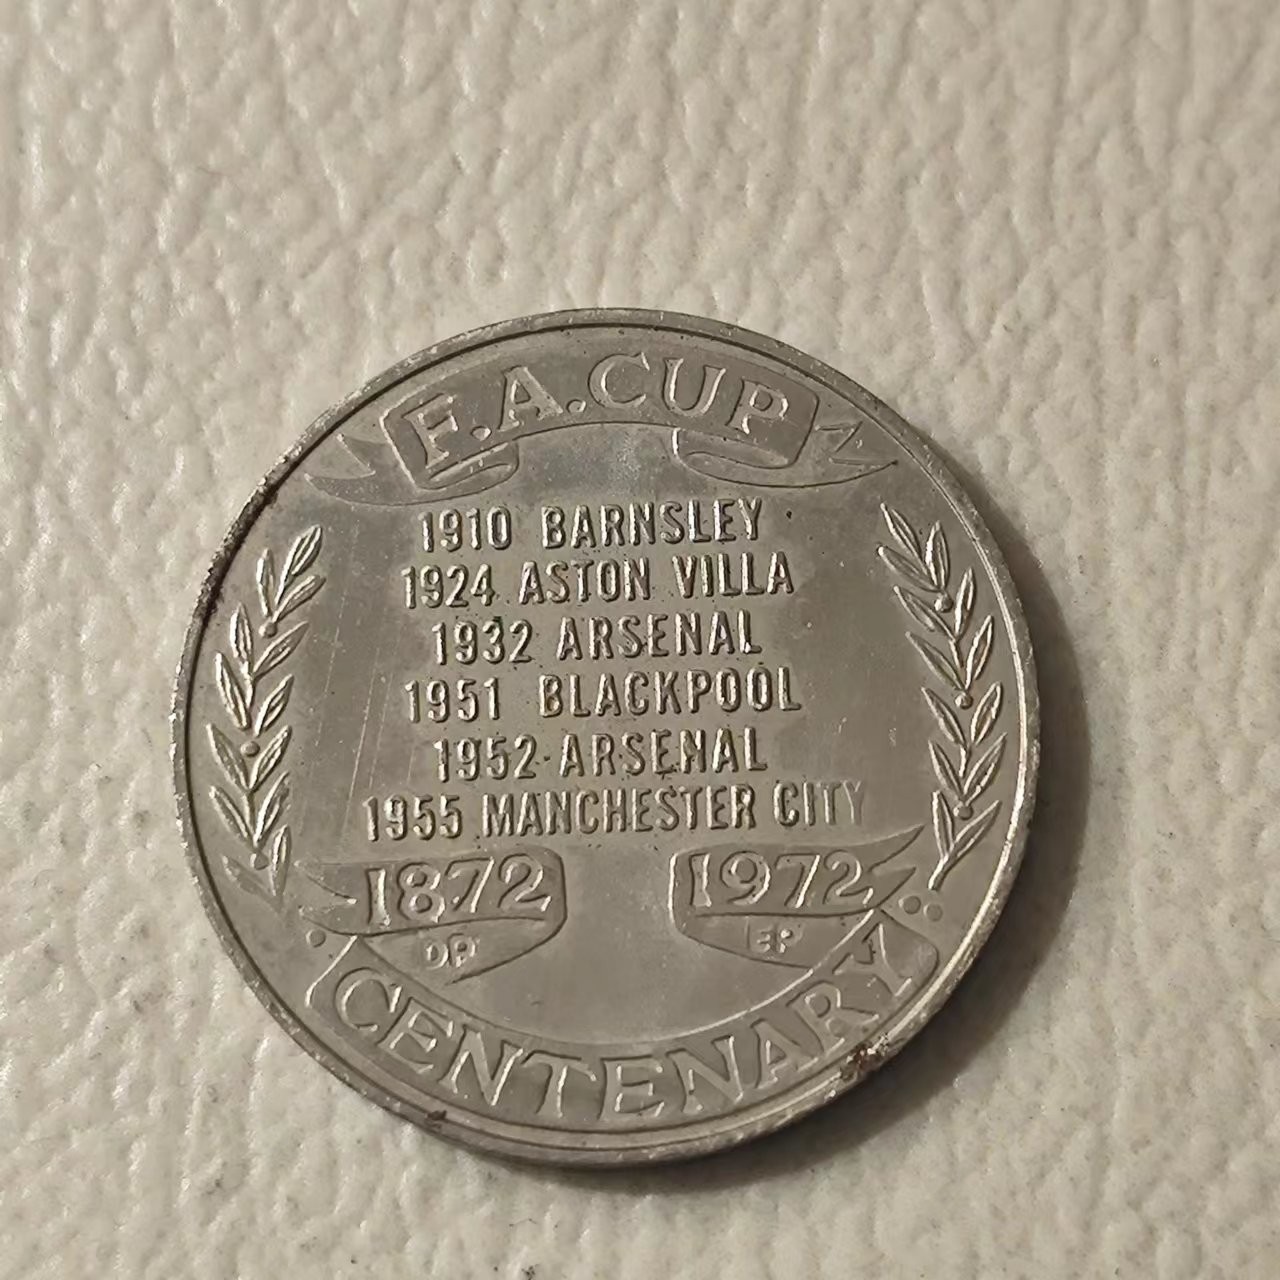 F.A.CUP
1910 BARNSLEY
1924 ASTON VILLA
1932 ARSENAL
1951 BLACKPOOL
1952 ARSENAL
1955 MANCHESTER CITY
1872 1972
CENTENARY